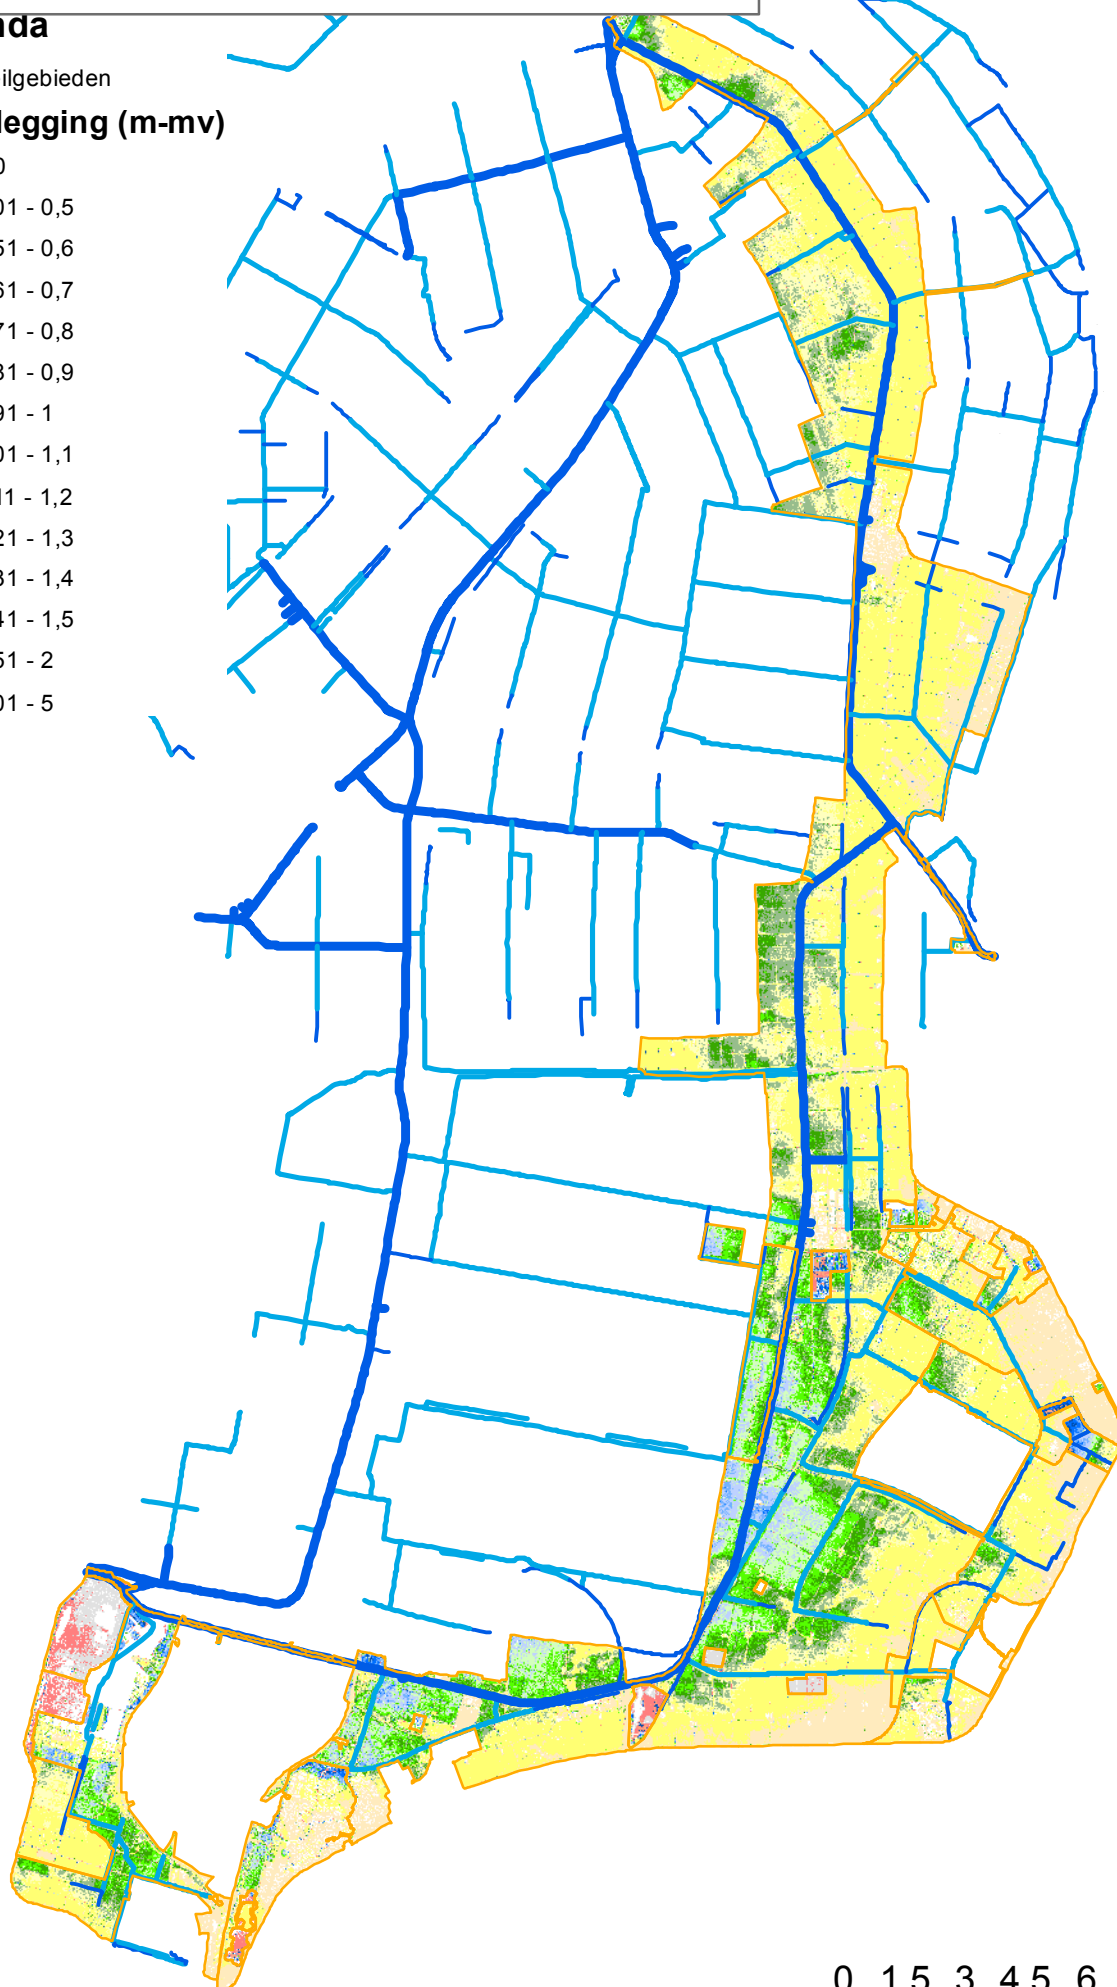 nda
eilgebieden
legging (m-mv)
0
01 - 0,5
51 - 0,6
61 - 0,7
71 - 0,8
81 - 0,9
91 - 1
01 - 1,1
11 - 1,2
21 - 1,3
31 - 1,4
41 - 1,5
51 - 2
01 - 5
0 1,5 3 4,5 6